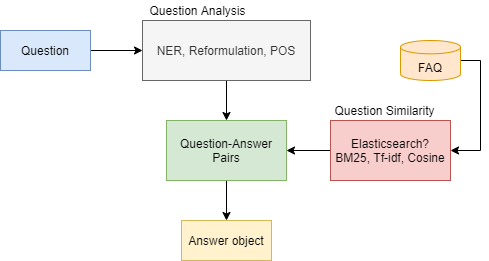 Question Analysis
Question
NER, Reformulation, POS
FAQ
Question Similarity
Question-Answer
Pairs
Elasticsearch?
BM25, Tf-idf, Cosine
Answer object